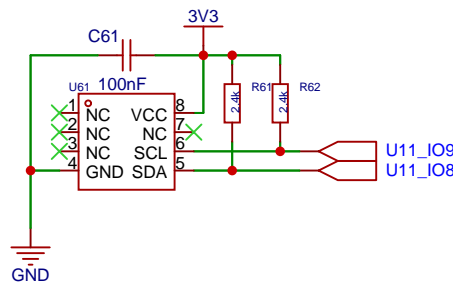 3V3
C61
U61 100nF
R61 R62
2.4k 2.4k
1 NC VCC 8
2 NC NC 7
3 NC SCL 6
4 GND SDA 5
U11_IO9
U11_IO8
GND